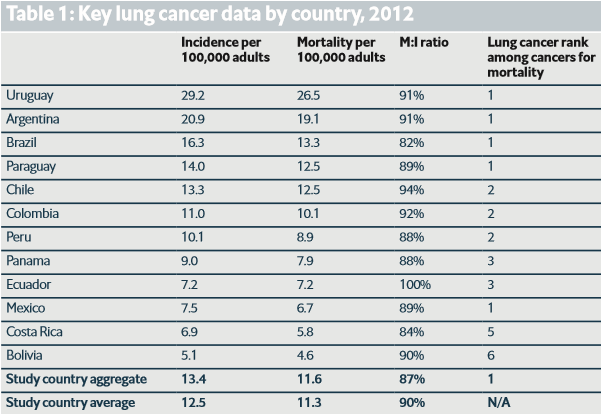 Table 1: Key lung cancer data by country, 2012
Incidence per 100,000 adults Mortality per 100,000 adults M:I ratio Lung cancer rank among cancers for mortality
Uruguay 29.2 26.5 91% 1
Argentina 20.9 19.1 91% 1
Brazil 16.3 13.3 82% 1
Paraguay 14.0 12.5 89% 1
Chile 13.3 12.5 94% 2
Colombia 11.0 10.1 92% 2
Peru 10.1 8.9 88% 2
Panama 9.0 7.9 88% 3
Ecuador 7.2 7.2 100% 3
Mexico 7.5 6.7 89% 1
Costa Rica 6.9 5.8 84% 5
Bolivia 5.1 4.6 90% 6
Study country aggregate 13.4 11.6 87% 1
Study country average 12.5 11.3 90% N/A